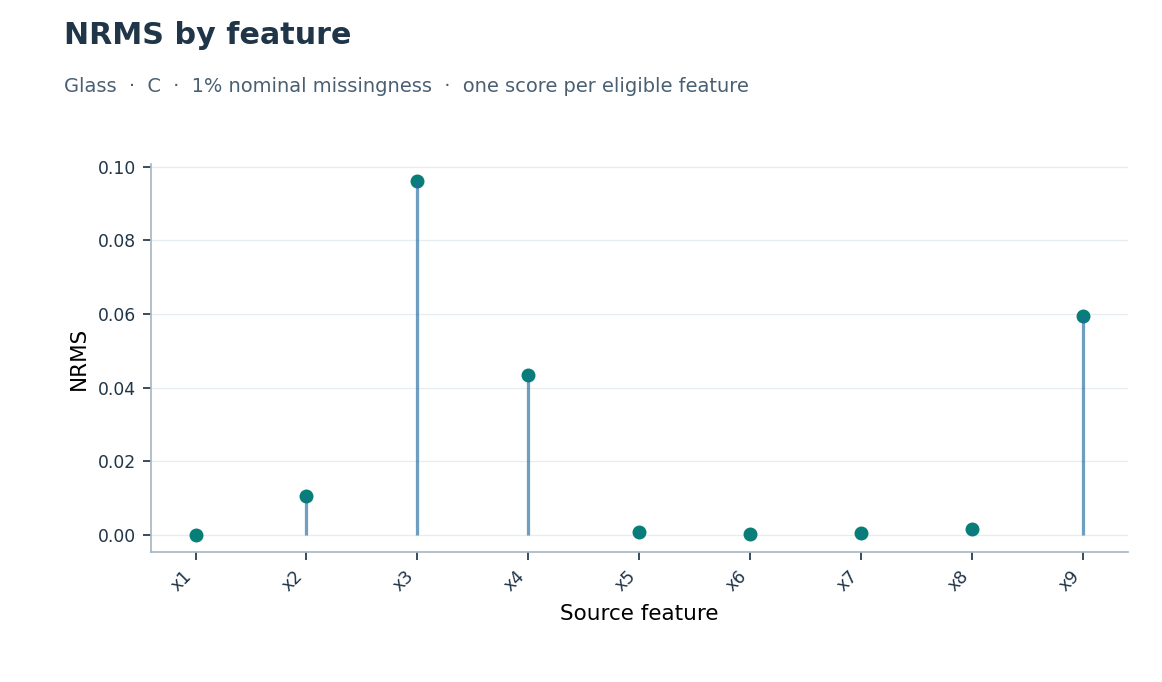 NRMS by feature
Glass · C · 1% nominal missingness · one score per eligible feature
0.10
0.08
0.06
0.04
0.02
0.00
NRMS
x1 x2 x3 x4 x5 x6 x7 x8 x9
Source feature